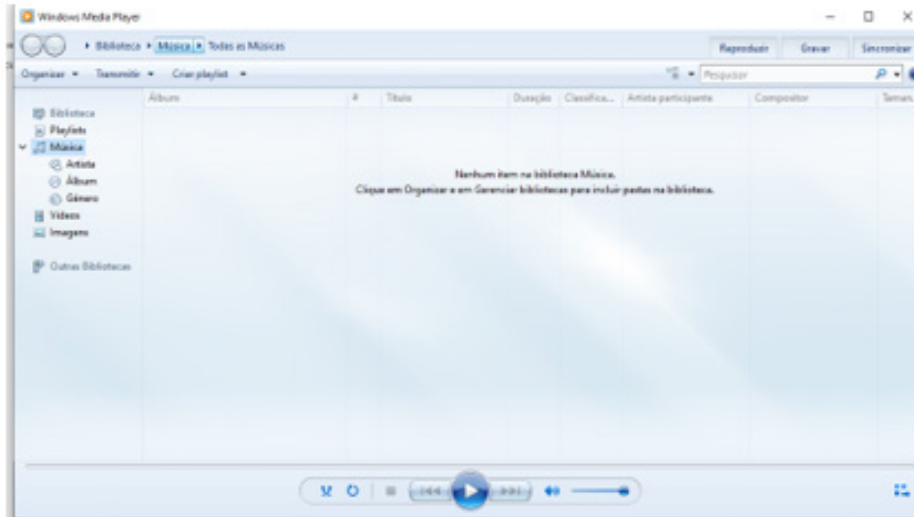 Windows Media Player
Biblioteca Música Todas as Músicas
Reproduzir Gravar Sincronizar
Organizar Transmitir Criar playlist
Pesquisar
Álbum # Título Duração Classifica... Artista participante Compositor Taman
Biblioteca
Playlists
Música
Artista
Álbum
Gênero
Vídeos
Imagens
Outras Bibliotecas
Nenhum item na biblioteca Música.
Clique em Organizar e em Gerenciar bibliotecas para incluir pastas na biblioteca.